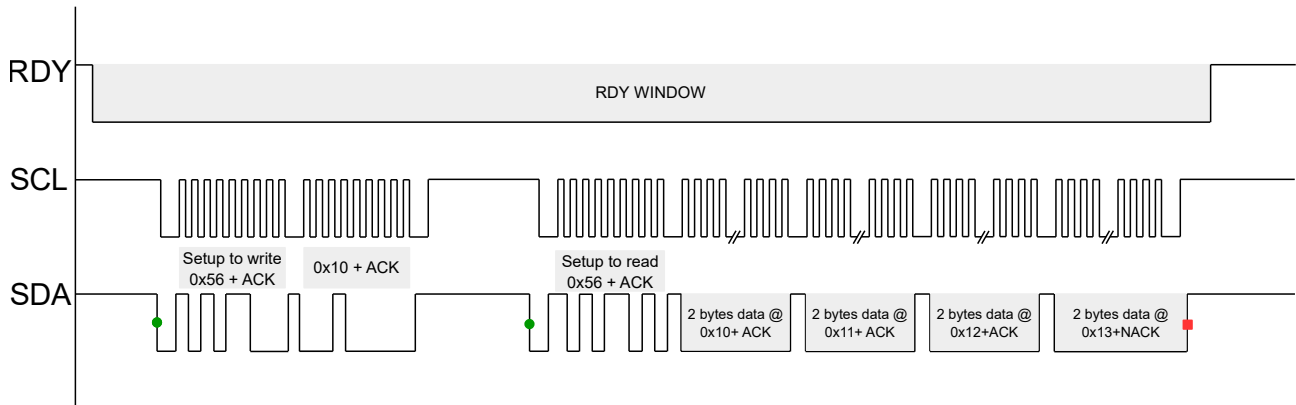 RDY
RDY WINDOW
SCL
Setup to write
0x56 + ACK
0x10 + ACK
Setup to read
0x56 + ACK
SDA
2 bytes data @
0x10+ ACK
2 bytes data @
0x11+ ACK
2 bytes data @
0x12+ACK
2 bytes data @
0x13+NACK